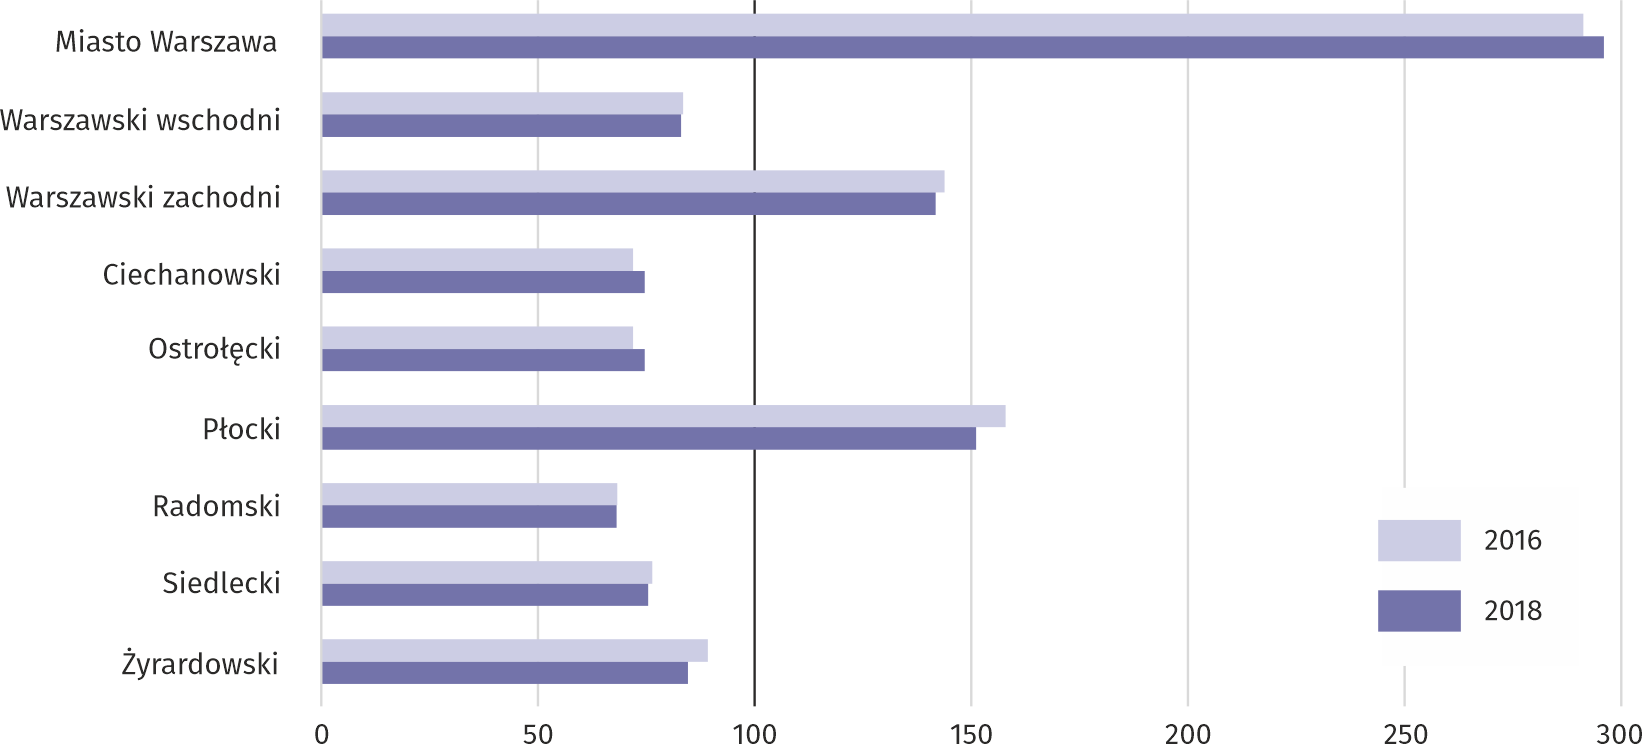 Miasto Warszawa
Warszawski wschodni
Warszawski zachodni
Ciechanowski
Ostrołęcki
Płocki
Radomski
Siedlecki
Żyrardowski
2016
2018
0 50 100 150 200 250 300